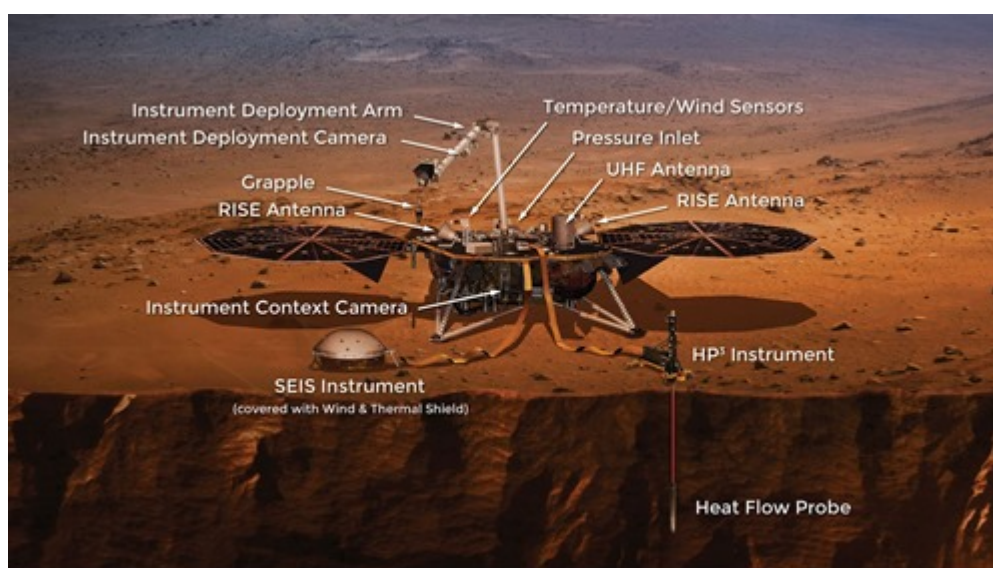 Instrument Deployment Arm
Temperature/Wind Sensors
Instrument Deployment Camera
Pressure Inlet
UHF Antenna
Grapple
RISE Antenna
RISE Antenna
Instrument Context Camera
HP³ Instrument
SEIS Instrument
(covered with Wind & Thermal Shield)
Heat Flow Probe